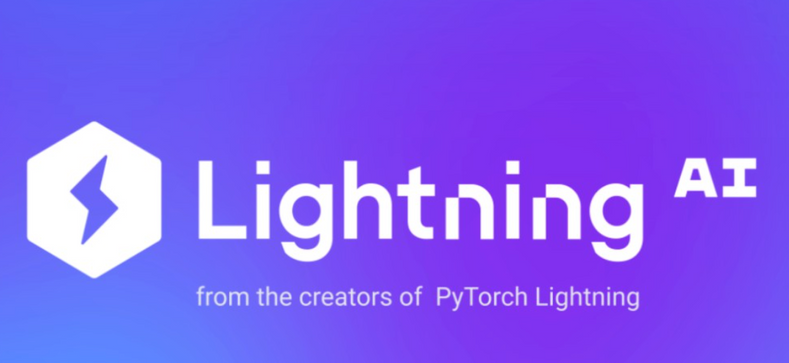 Lightning AI
from the creators of PyTorch Lightning